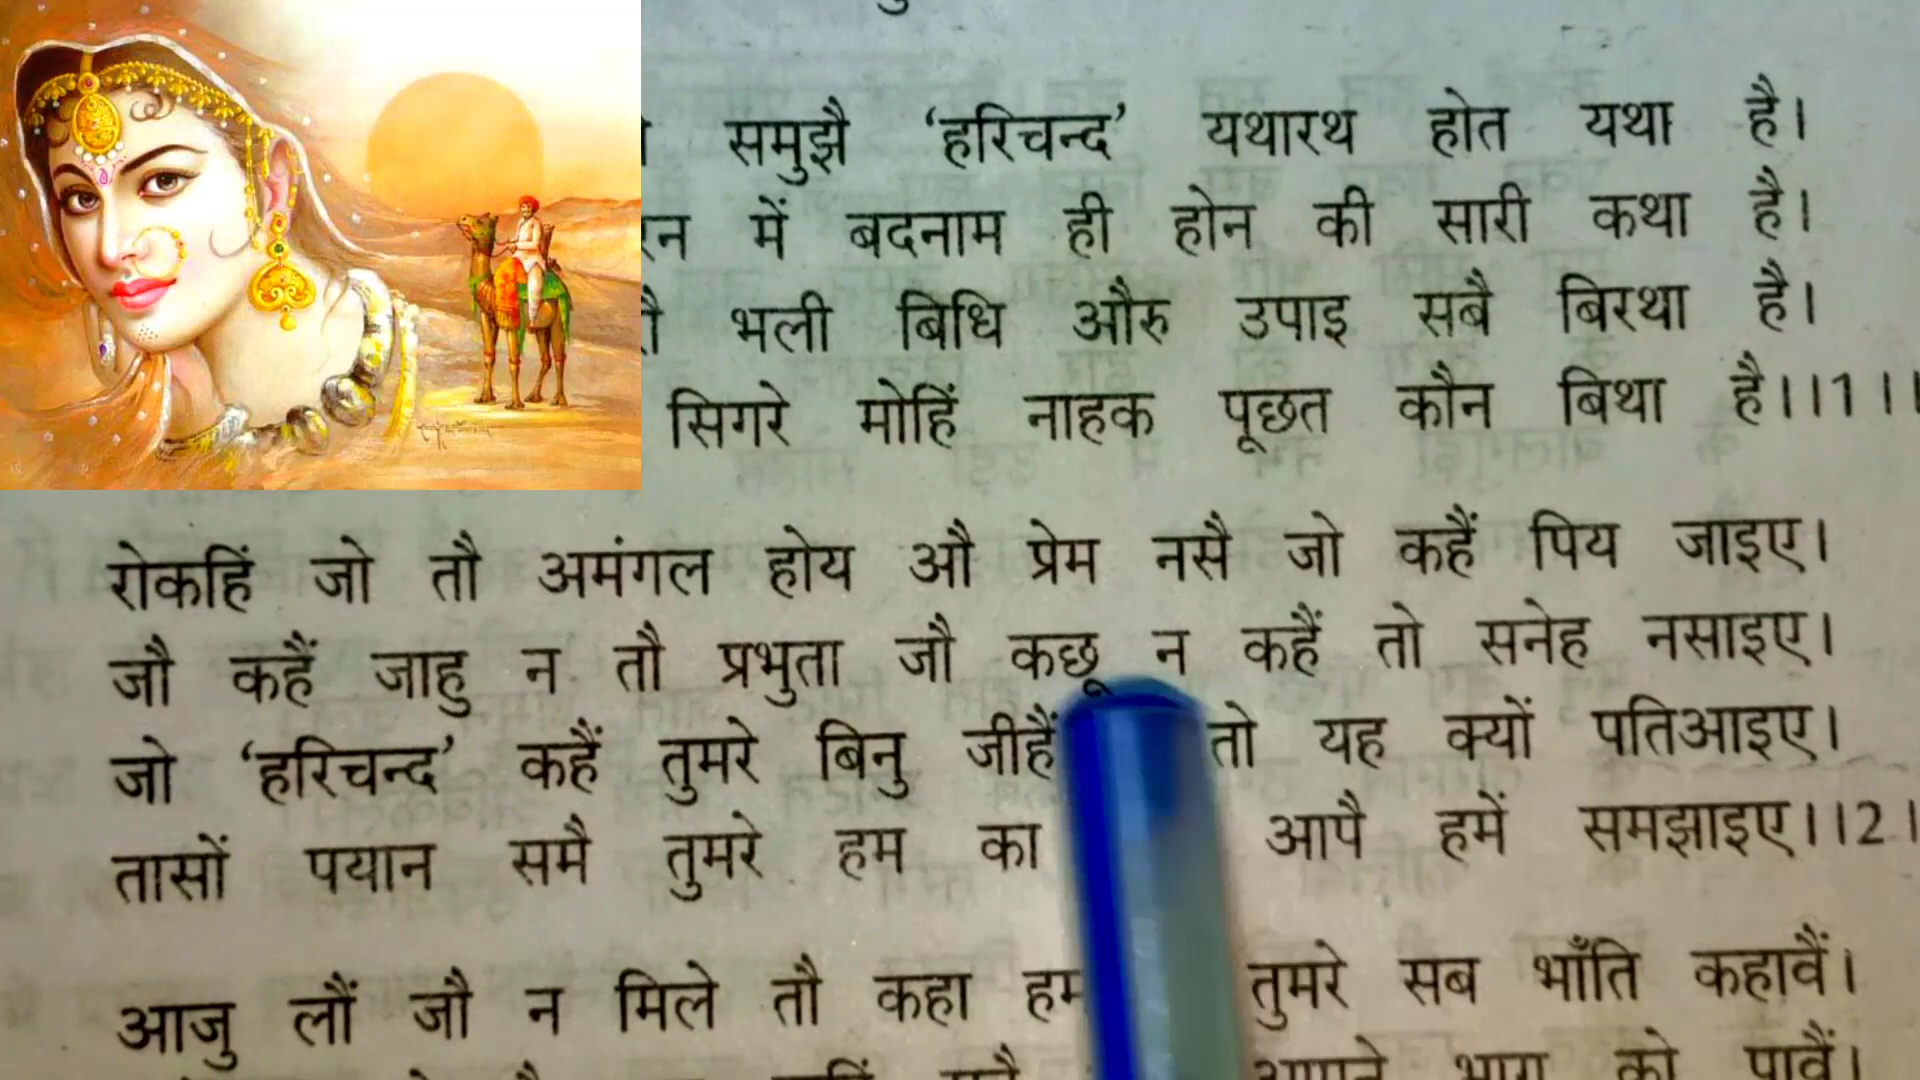 समुझै ‘हरिचन्द’ यथारथ होत यथा है।
में बदनाम ही होन की सारी कथा है।
भली बिधि औरु उपाइ सबै बिरथा है।
सिगरे मोहिं नाहक पूछत कौन बिथा है।।1।।
रोकहिं जो तौ अमंगल होय औ प्रेम नसै जो कहैं पिय जाइए।
जौ कहैं जाहु न तौ प्रभुता जौ कछू न कहैं तो सनेह नसाइए।
जो ‘हरिचन्द’ कहैं तुमरे बिनु जीहैं तो यह क्यों पतिआइए।
तासों पयान समै तुमरे हम का आपै हमें समझाइए।।2।
आजु लौं जौ न मिले तौ कहा हम तुमरे सब भाँति कहावैं।
भाग को पावैं।